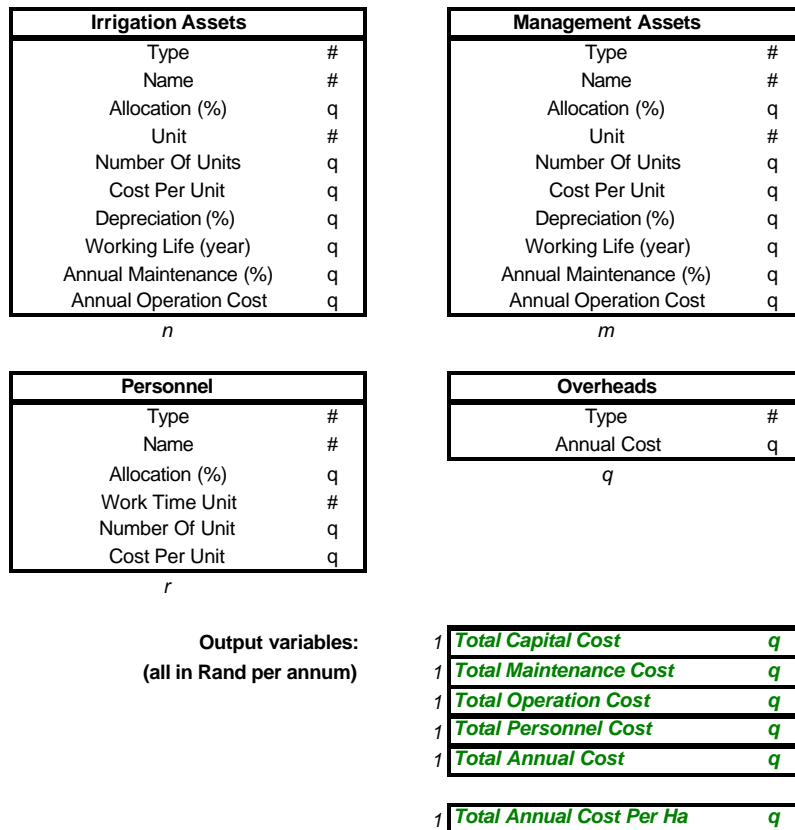 Irrigation Assets
Type #
Name #
Allocation (%) q
Unit #
Number Of Units q
Cost Per Unit q
Depreciation (%) q
Working Life (year) q
Annual Maintenance (%) q
Annual Operation Cost q
n
Management Assets
Type #
Name #
Allocation (%) q
Unit #
Number Of Units q
Cost Per Unit q
Depreciation (%) q
Working Life (year) q
Annual Maintenance (%) q
Annual Operation Cost q
m
Personnel
Type #
Name #
Allocation (%) q
Work Time Unit #
Number Of Unit q
Cost Per Unit q
r
Overheads
Type #
Annual Cost q
q
Output variables:
(all in Rand per annum)
1 Total Capital Cost q
1 Total Maintenance Cost q
1 Total Operation Cost q
1 Total Personnel Cost q
1 Total Annual Cost q
1 Total Annual Cost Per Ha q